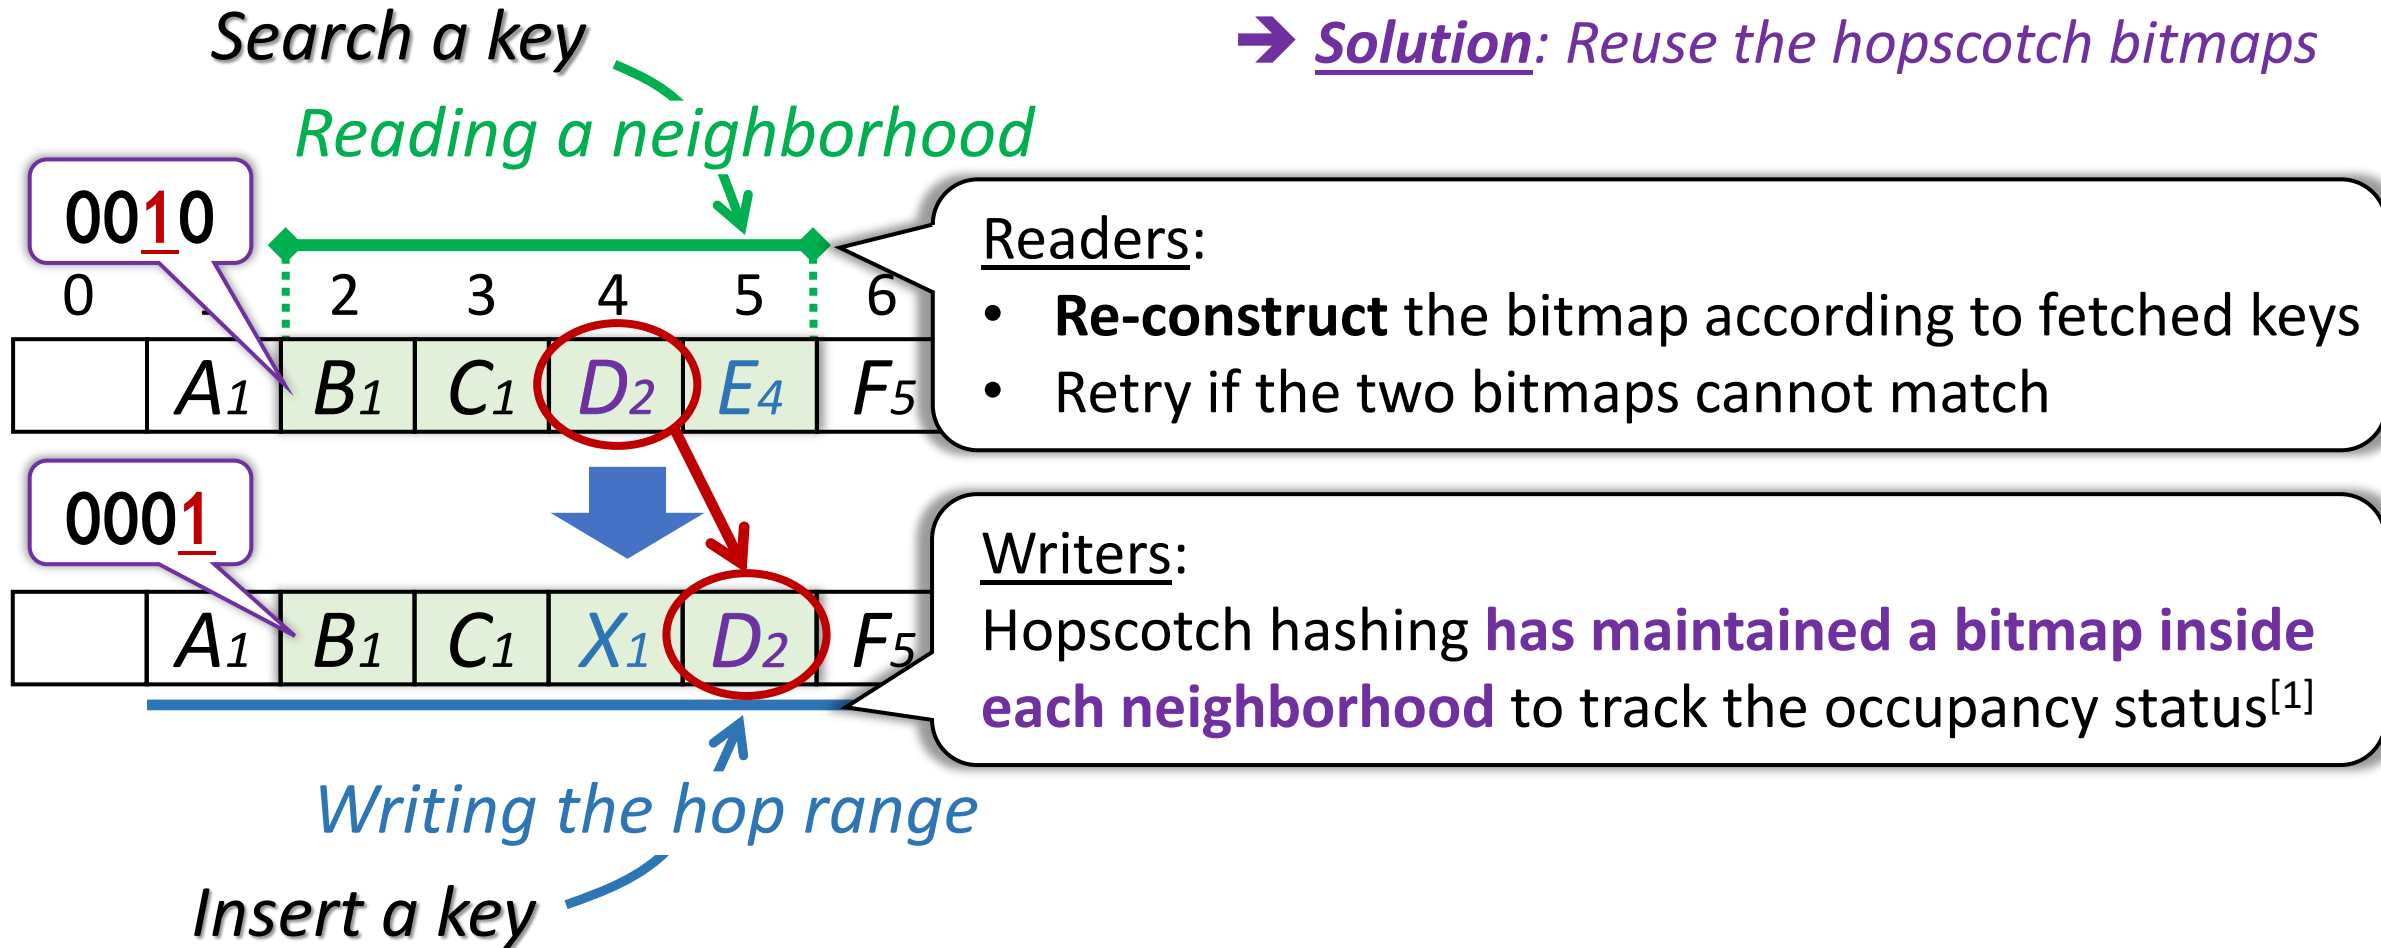 Search a key
➔ Solution: Reuse the hopscotch bitmaps
Reading a neighborhood
0010
0 2 3 4 5 6
A1 B1 C1 D2 E4 F5
Readers:
• Re-construct the bitmap according to fetched keys
• Retry if the two bitmaps cannot match
0001
A1 B1 C1 X1 D2 F5
Writers:
Hopscotch hashing has maintained a bitmap inside
each neighborhood to track the occupancy status[1]
Writing the hop range
Insert a key